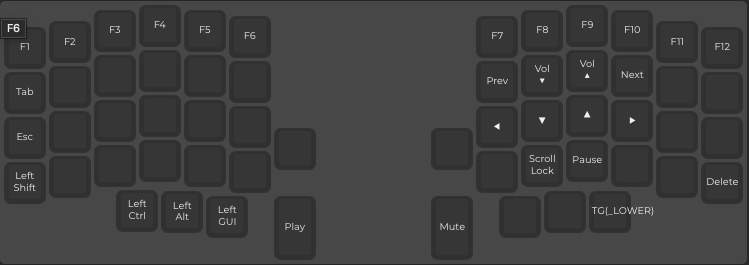 F6
F1 F2 F3 F4 F5 F6 F7 F8 F9 F10 F11 F12
Tab Prev Vol ▼ Vol ▲ Next
Esc ◀ ▼ ▲ ▶
Left
Shift
Scroll
Lock
Pause
Delete
Left
Ctrl
Left
Alt
Left
GUI
Play
Mute
TG(_LOWER)